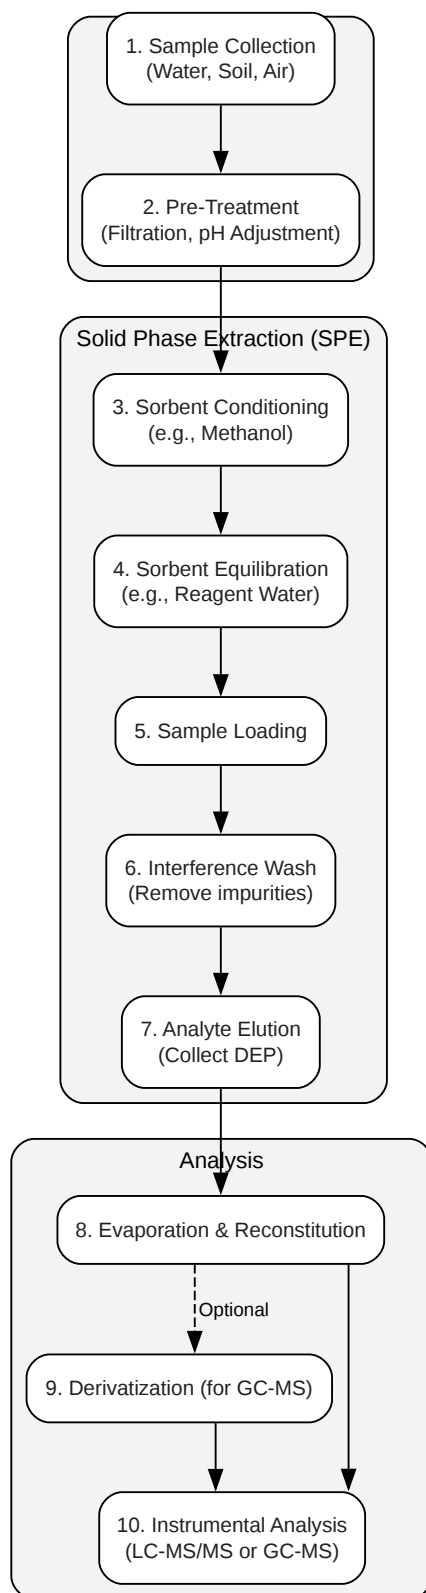 1. Sample Collection
(Water, Soil, Air)
2. Pre-Treatment
(Filtration, pH Adjustment)
Solid Phase Extraction (SPE)
3. Sorbent Conditioning
(e.g., Methanol)
4. Sorbent Equilibration
(e.g., Reagent Water)
5. Sample Loading
6. Interference Wash
(Remove impurities)
7. Analyte Elution
(Collect DEP)
Analysis
8. Evaporation & Reconstitution
Optional
9. Derivatization (for GC-MS)
10. Instrumental Analysis
(LC-MS/MS or GC-MS)